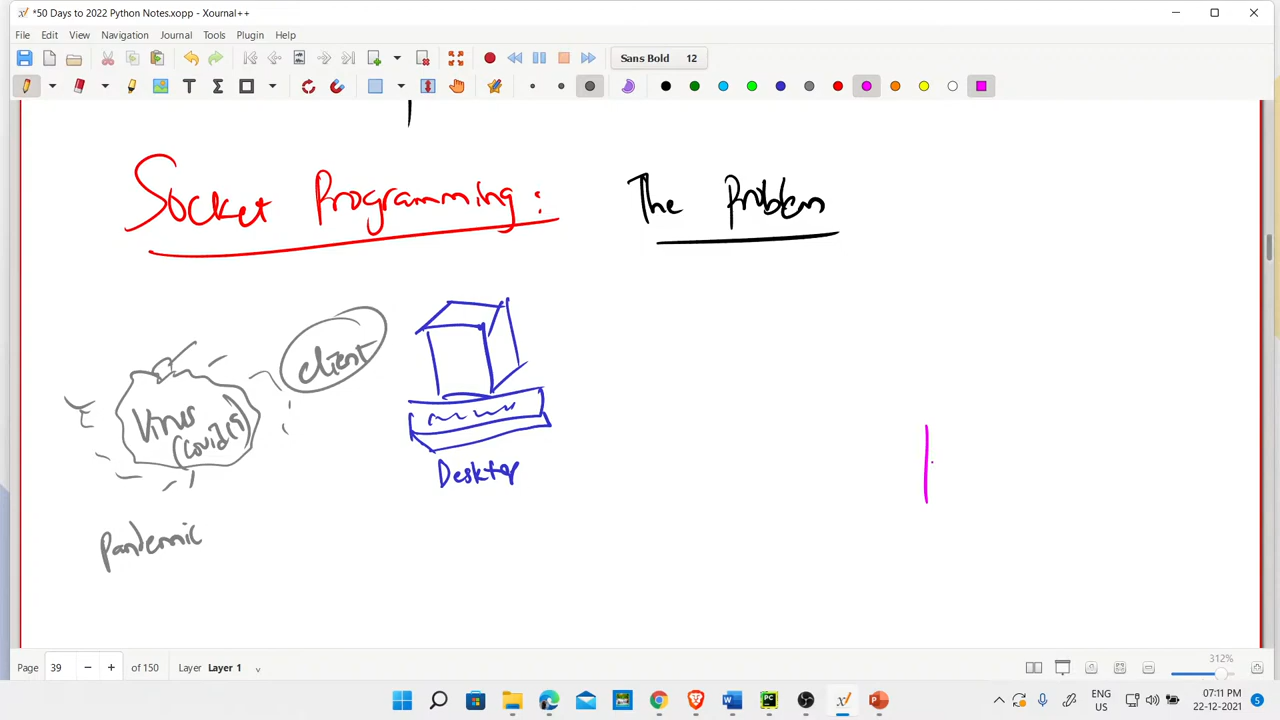 *50 Days to 2022 Python Notes.xopp - Xournal++
File Edit View Navigation Journal Tools Plugin Help
Sans Bold 12
Socket Programming: The Problem
client
Virus
(Covid19)
Desktop
pandemic
Page 39 of 150 Layer Layer 1 312%
ENG
US
07:11 PM
22-12-2021
5